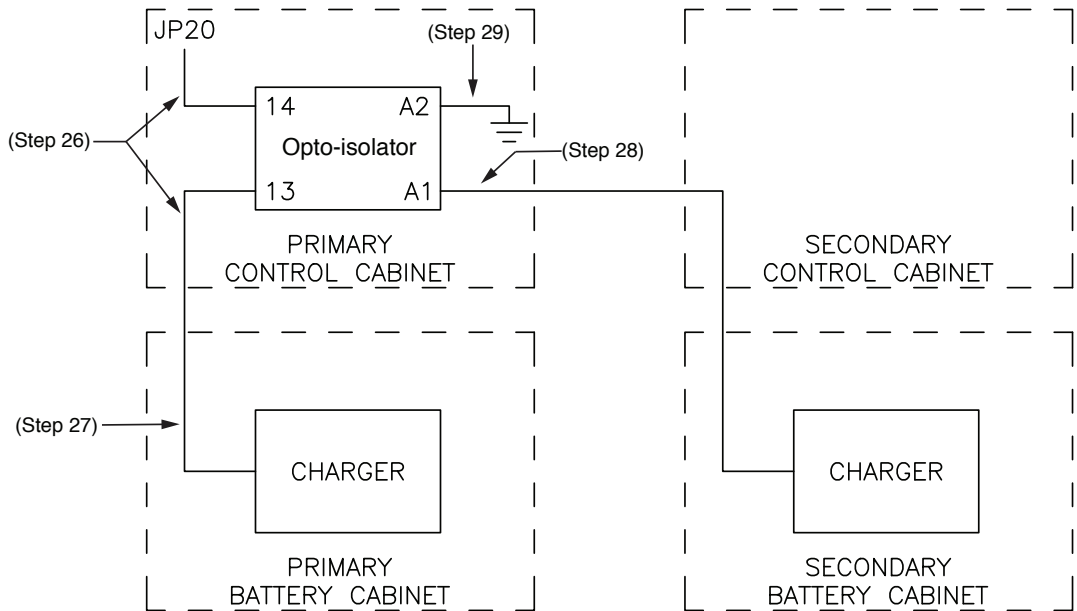 JP20
(Step 29)
14
A2
(Step 26)
Opto-isolator
(Step 28)
13
A1
PRIMARY
CONTROL CABINET
SECONDARY
CONTROL CABINET
(Step 27)
CHARGER
CHARGER
PRIMARY
BATTERY CABINET
SECONDARY
BATTERY CABINET